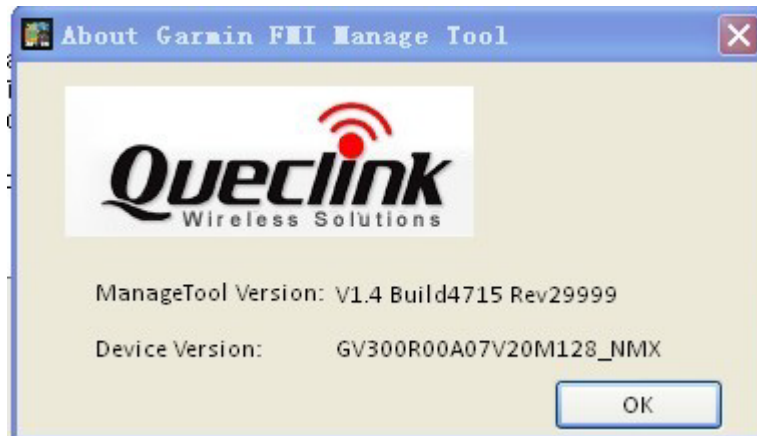 About Garmin FMI Manage Tool
Queclink
Wireless Solutions
ManageTool Version: V1.4 Build4715 Rev29999
Device Version: GV300R00A07V20M128_NMX
OK